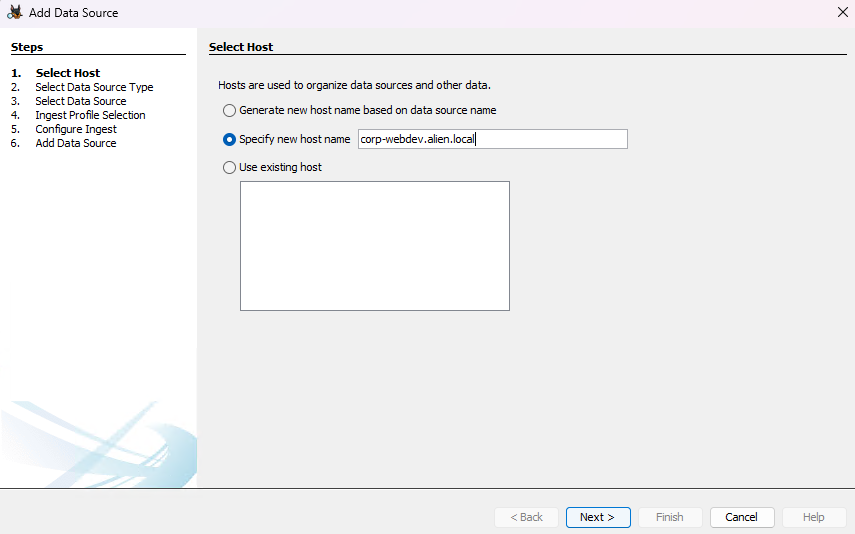 Add Data Source
Steps
1. Select Host
2. Select Data Source Type
3. Select Data Source
4. Ingest Profile Selection
5. Configure Ingest
6. Add Data Source
Select Host
Hosts are used to organize data sources and other data.
Generate new host name based on data source name
Specify new host name corp-webdev.alien.local
Use existing host
< Back Next > Finish Cancel Help